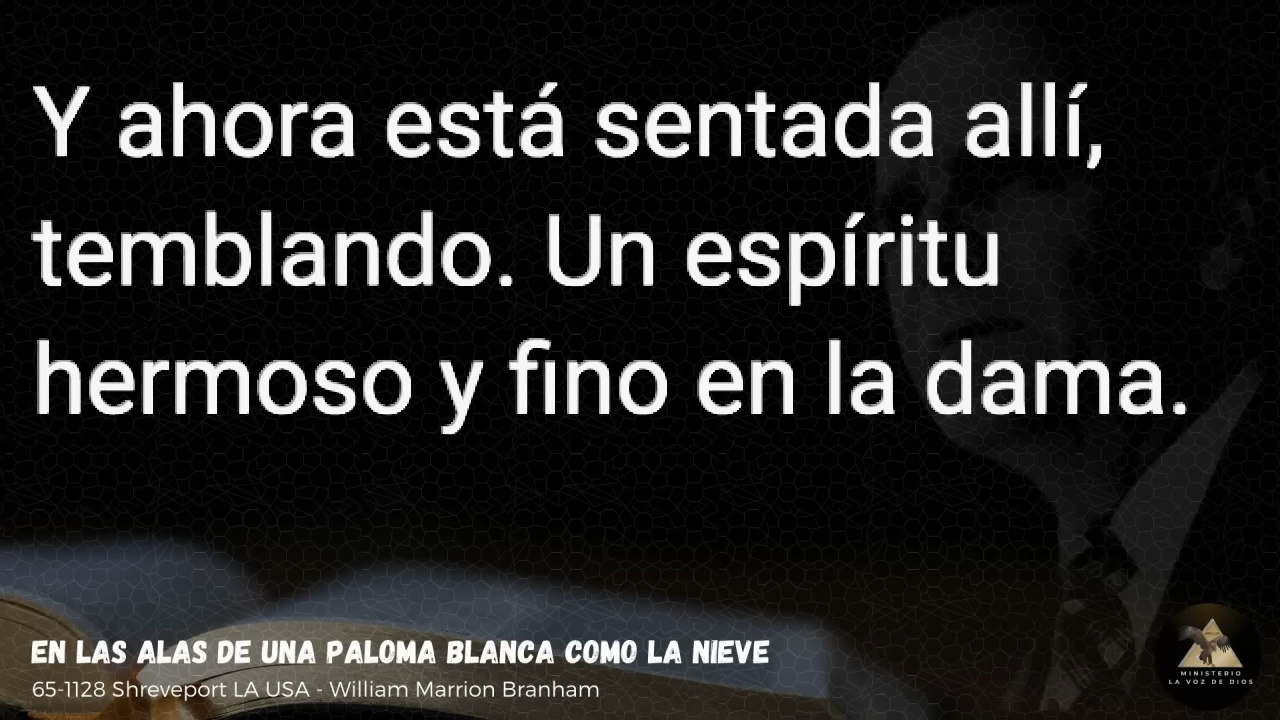 Y ahora está sentada allí,
temblando. Un espíritu
hermoso y fino en la dama.
EN LAS ALAS DE UNA PALOMA BLANCA COMO LA NIEVE
65-1128 Shreveport LA USA - William Marrion Branham
MINISTERIO
LA VOZ DE DIOS